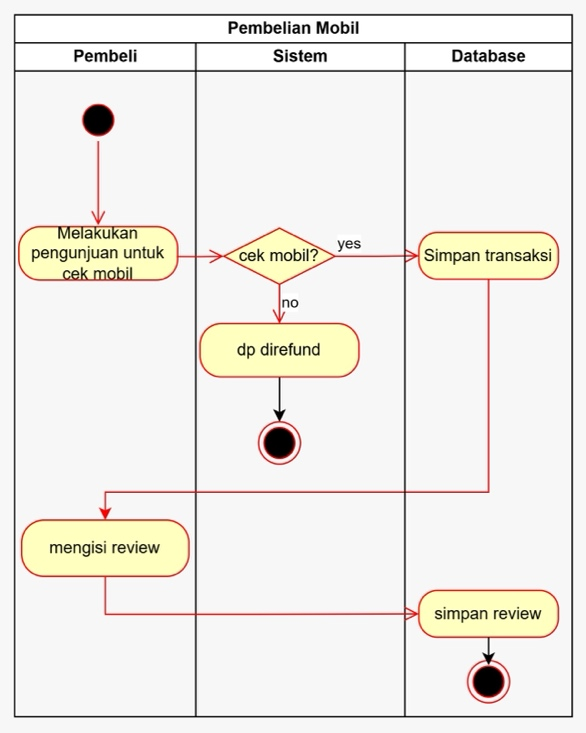 Pembelian Mobil
Pembeli
Sistem
Database
Melakukan
pengunjuan untuk
cek mobil
cek mobil?
yes
Simpan transaksi
no
dp direfund
mengisi review
simpan review